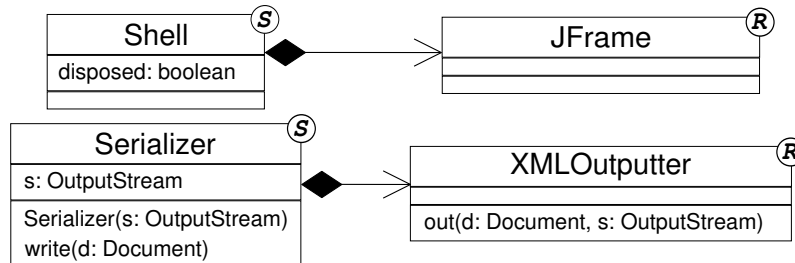 S
Shell
disposed: boolean
R
JFrame
S
Serializer
s: OutputStream
Serializer(s: OutputStream)
write(d: Document)
R
XMLOutputter
out(d: Document, s: OutputStream)